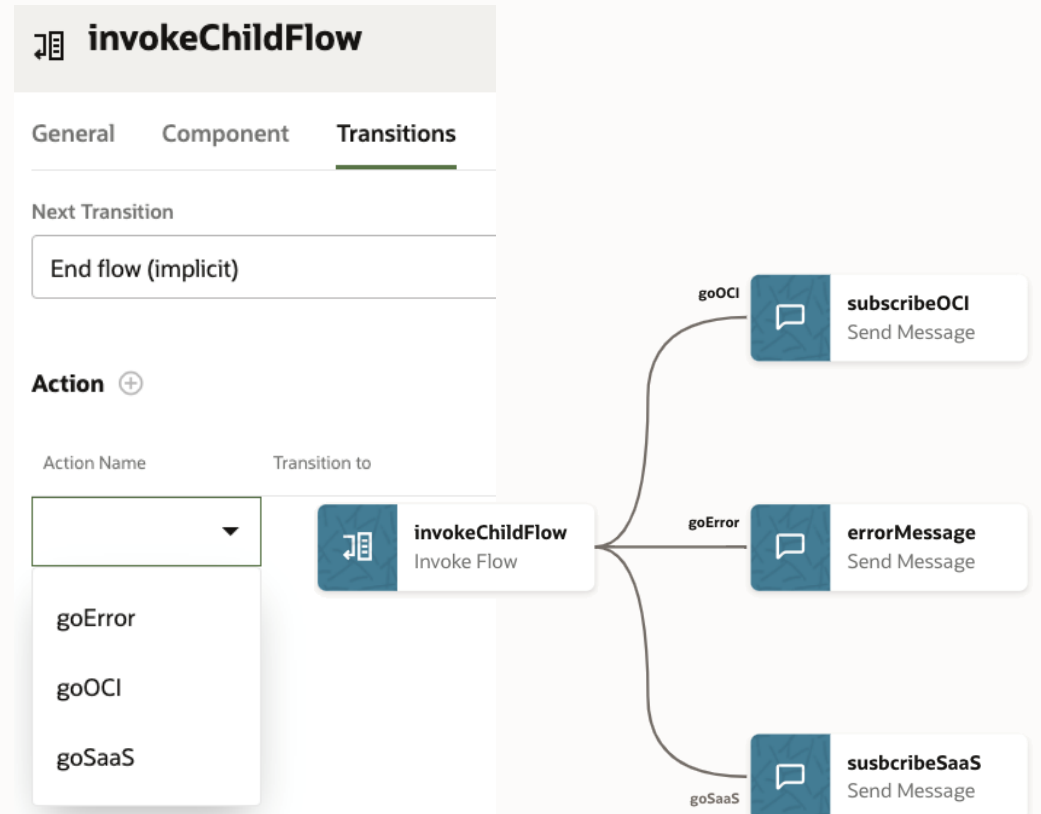 invokeChildFlow
General Component Transitions
Next Transition
End flow (implicit)
Action
Action Name Transition to
goError
goOCI
goSaaS
invokeChildFlow
Invoke Flow
goOCI
subscribeOCI
Send Message
goError
errorMessage
Send Message
goSaaS
susbcribeSaaS
Send Message